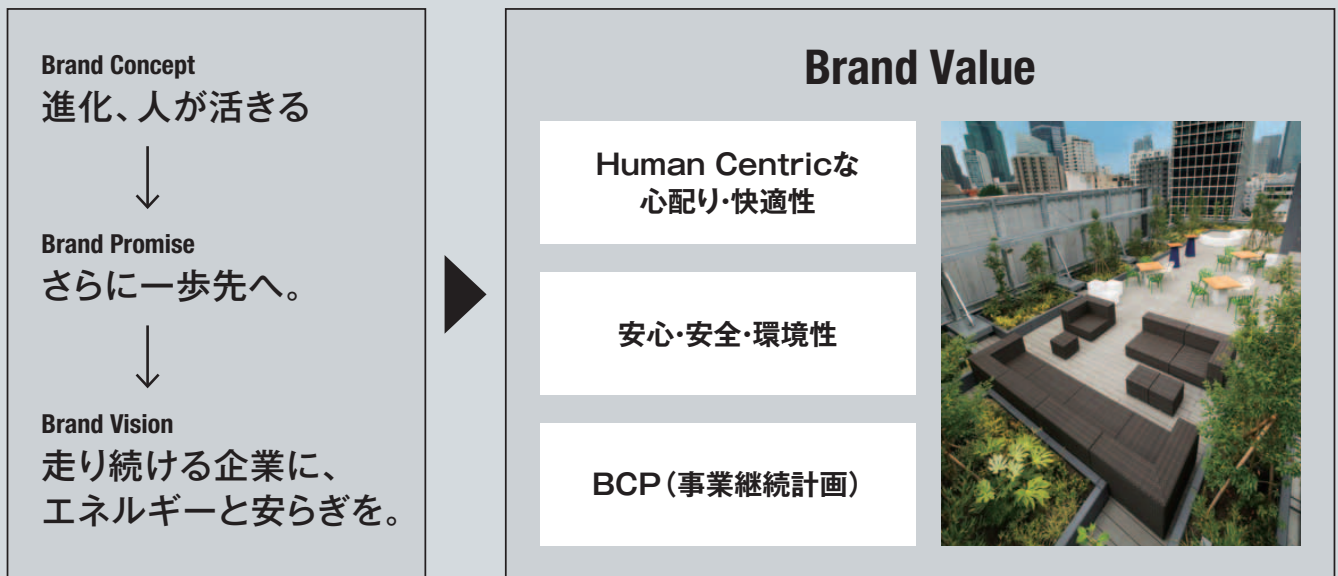 Brand Concept
進化、人が活きる
Brand Promise
さらに一歩先へ。
Brand Vision
走り続ける企業に、
エネルギーと安らぎを。
Brand Value
Human Centricな
心配り・快適性
安心・安全・環境性
BCP（事業継続計画）